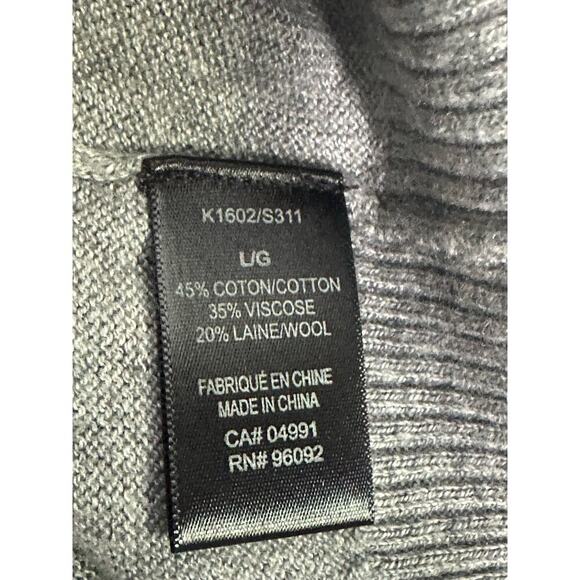 K1602/S311
L/G
45% COTON/COTTON
35% VISCOSE
20% LAINE/WOOL
FABRIQUÉ EN CHINE
MADE IN CHINA
CA# 04991
RN# 96092